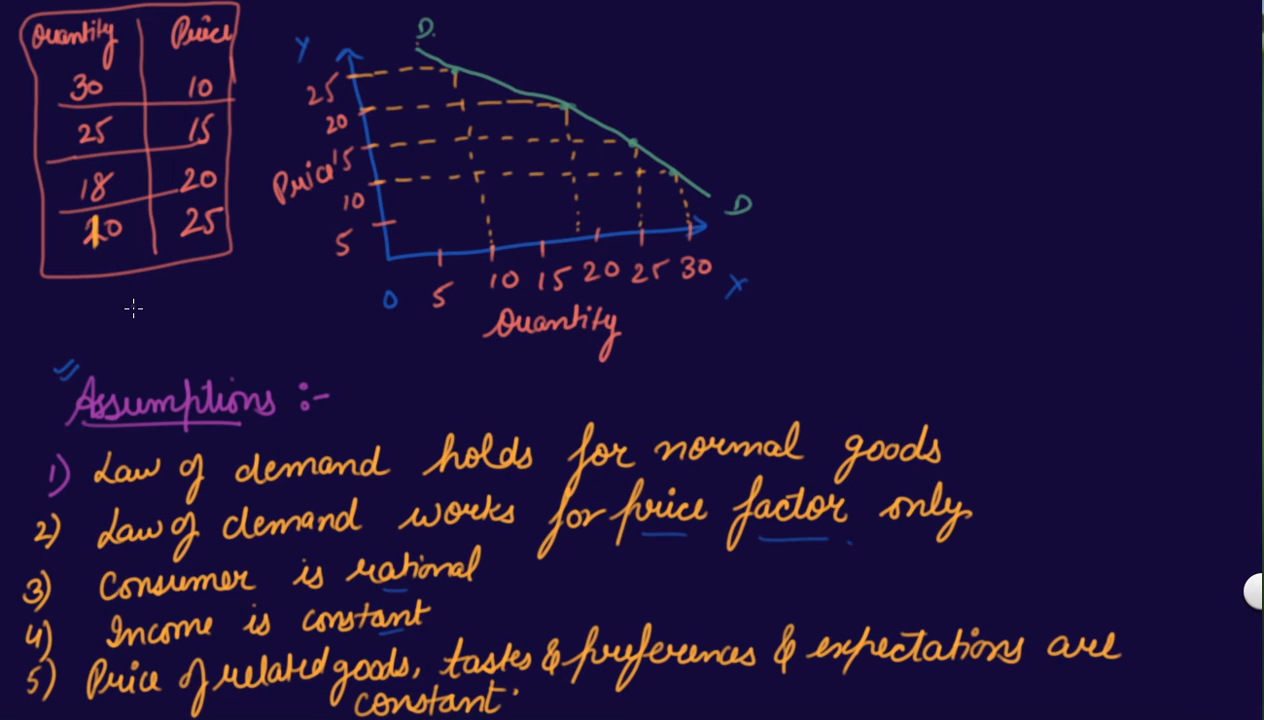 Quantity Price
30 10
25 15
18 20
10 25
D
Y
25
20
15
Price
10
5
D
0 5 10 15 20 25 30 X
Quantity
Assumptions :-
1) Law of demand holds for normal goods
2) Law of demand works for price factor only
3) Consumer is rational
4) Income is constant
5) Price of related goods, tastes & preferences & expectations are
constant.